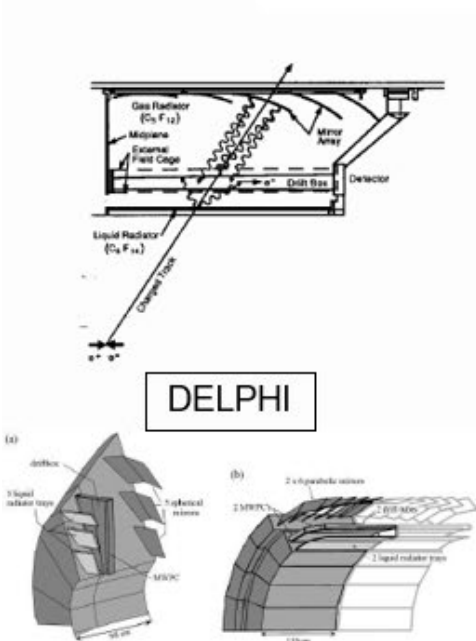 Gas Radiator
(C₅ F₁₂)
Midplane
External
Field Cage
Mirror
Array
e⁻
Drift Box
Detector
Liquid Radiator
(C₆ F₁₄)
Charged Track
e⁺ e⁻
DELPHI
(a)
driftbox
5 liquid
radiator trays
5 spherical
mirrors
MWPC
(b)
2 x 6 parabolic mirrors
2 MWPC
2 drift tubes
2 liquid radiator trays